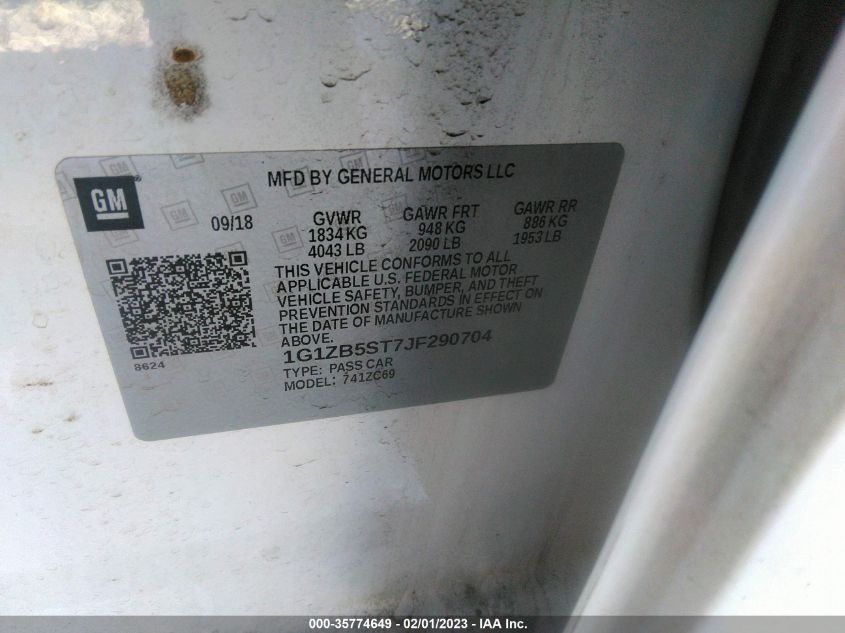 MFD BY GENERAL MOTORS LLC
GM
09/18 GVWR GAWR FRT GAWR RR
1834 KG 948 KG 886 KG
4043 LB 2090 LB 1953 LB
THIS VEHICLE CONFORMS TO ALL
APPLICABLE U.S. FEDERAL MOTOR
VEHICLE SAFETY, BUMPER, AND THEFT
PREVENTION STANDARDS IN EFFECT ON
THE DATE OF MANUFACTURE SHOWN
ABOVE.
8624
1G1ZB5ST7JF290704
TYPE: PASS CAR
MODEL: 741ZC69
000-35774649 - 02/01/2023 - IAA Inc.